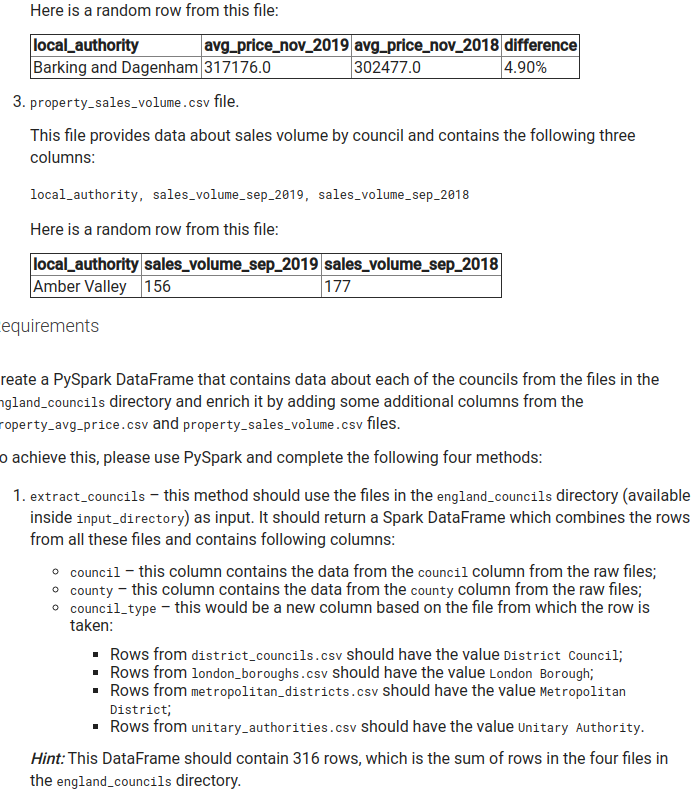 Here is a random row from this file:
local_authority avg_price_nov_2019 avg_price_nov_2018 difference
Barking and Dagenham 317176.0 302477.0 4.90%
3. property_sales_volume.csv file.
This file provides data about sales volume by council and contains the following three
columns:
local_authority, sales_volume_sep_2019, sales_volume_sep_2018
Here is a random row from this file:
local_authority sales_volume_sep_2019 sales_volume_sep_2018
Amber Valley 156 177
equirements
reate a PySpark DataFrame that contains data about each of the councils from the files in the
ngland_councils directory and enrich it by adding some additional columns from the
roperty_avg_price.csv and property_sales_volume.csv files.
o achieve this, please use PySpark and complete the following four methods:
1. extract_councils – this method should use the files in the england_councils directory (available
inside input_directory) as input. It should return a Spark DataFrame which combines the rows
from all these files and contains following columns:
◦ council – this column contains the data from the council column from the raw files;
◦ county – this column contains the data from the county column from the raw files;
◦ council_type – this would be a new column based on the file from which the row is
taken:
▪ Rows from district_councils.csv should have the value District Council;
▪ Rows from london_boroughs.csv should have the value London Borough;
▪ Rows from metropolitan_districts.csv should have the value Metropolitan
District;
▪ Rows from unitary_authorities.csv should have the value Unitary Authority.
Hint: This DataFrame should contain 316 rows, which is the sum of rows in the four files in
the england_councils directory.